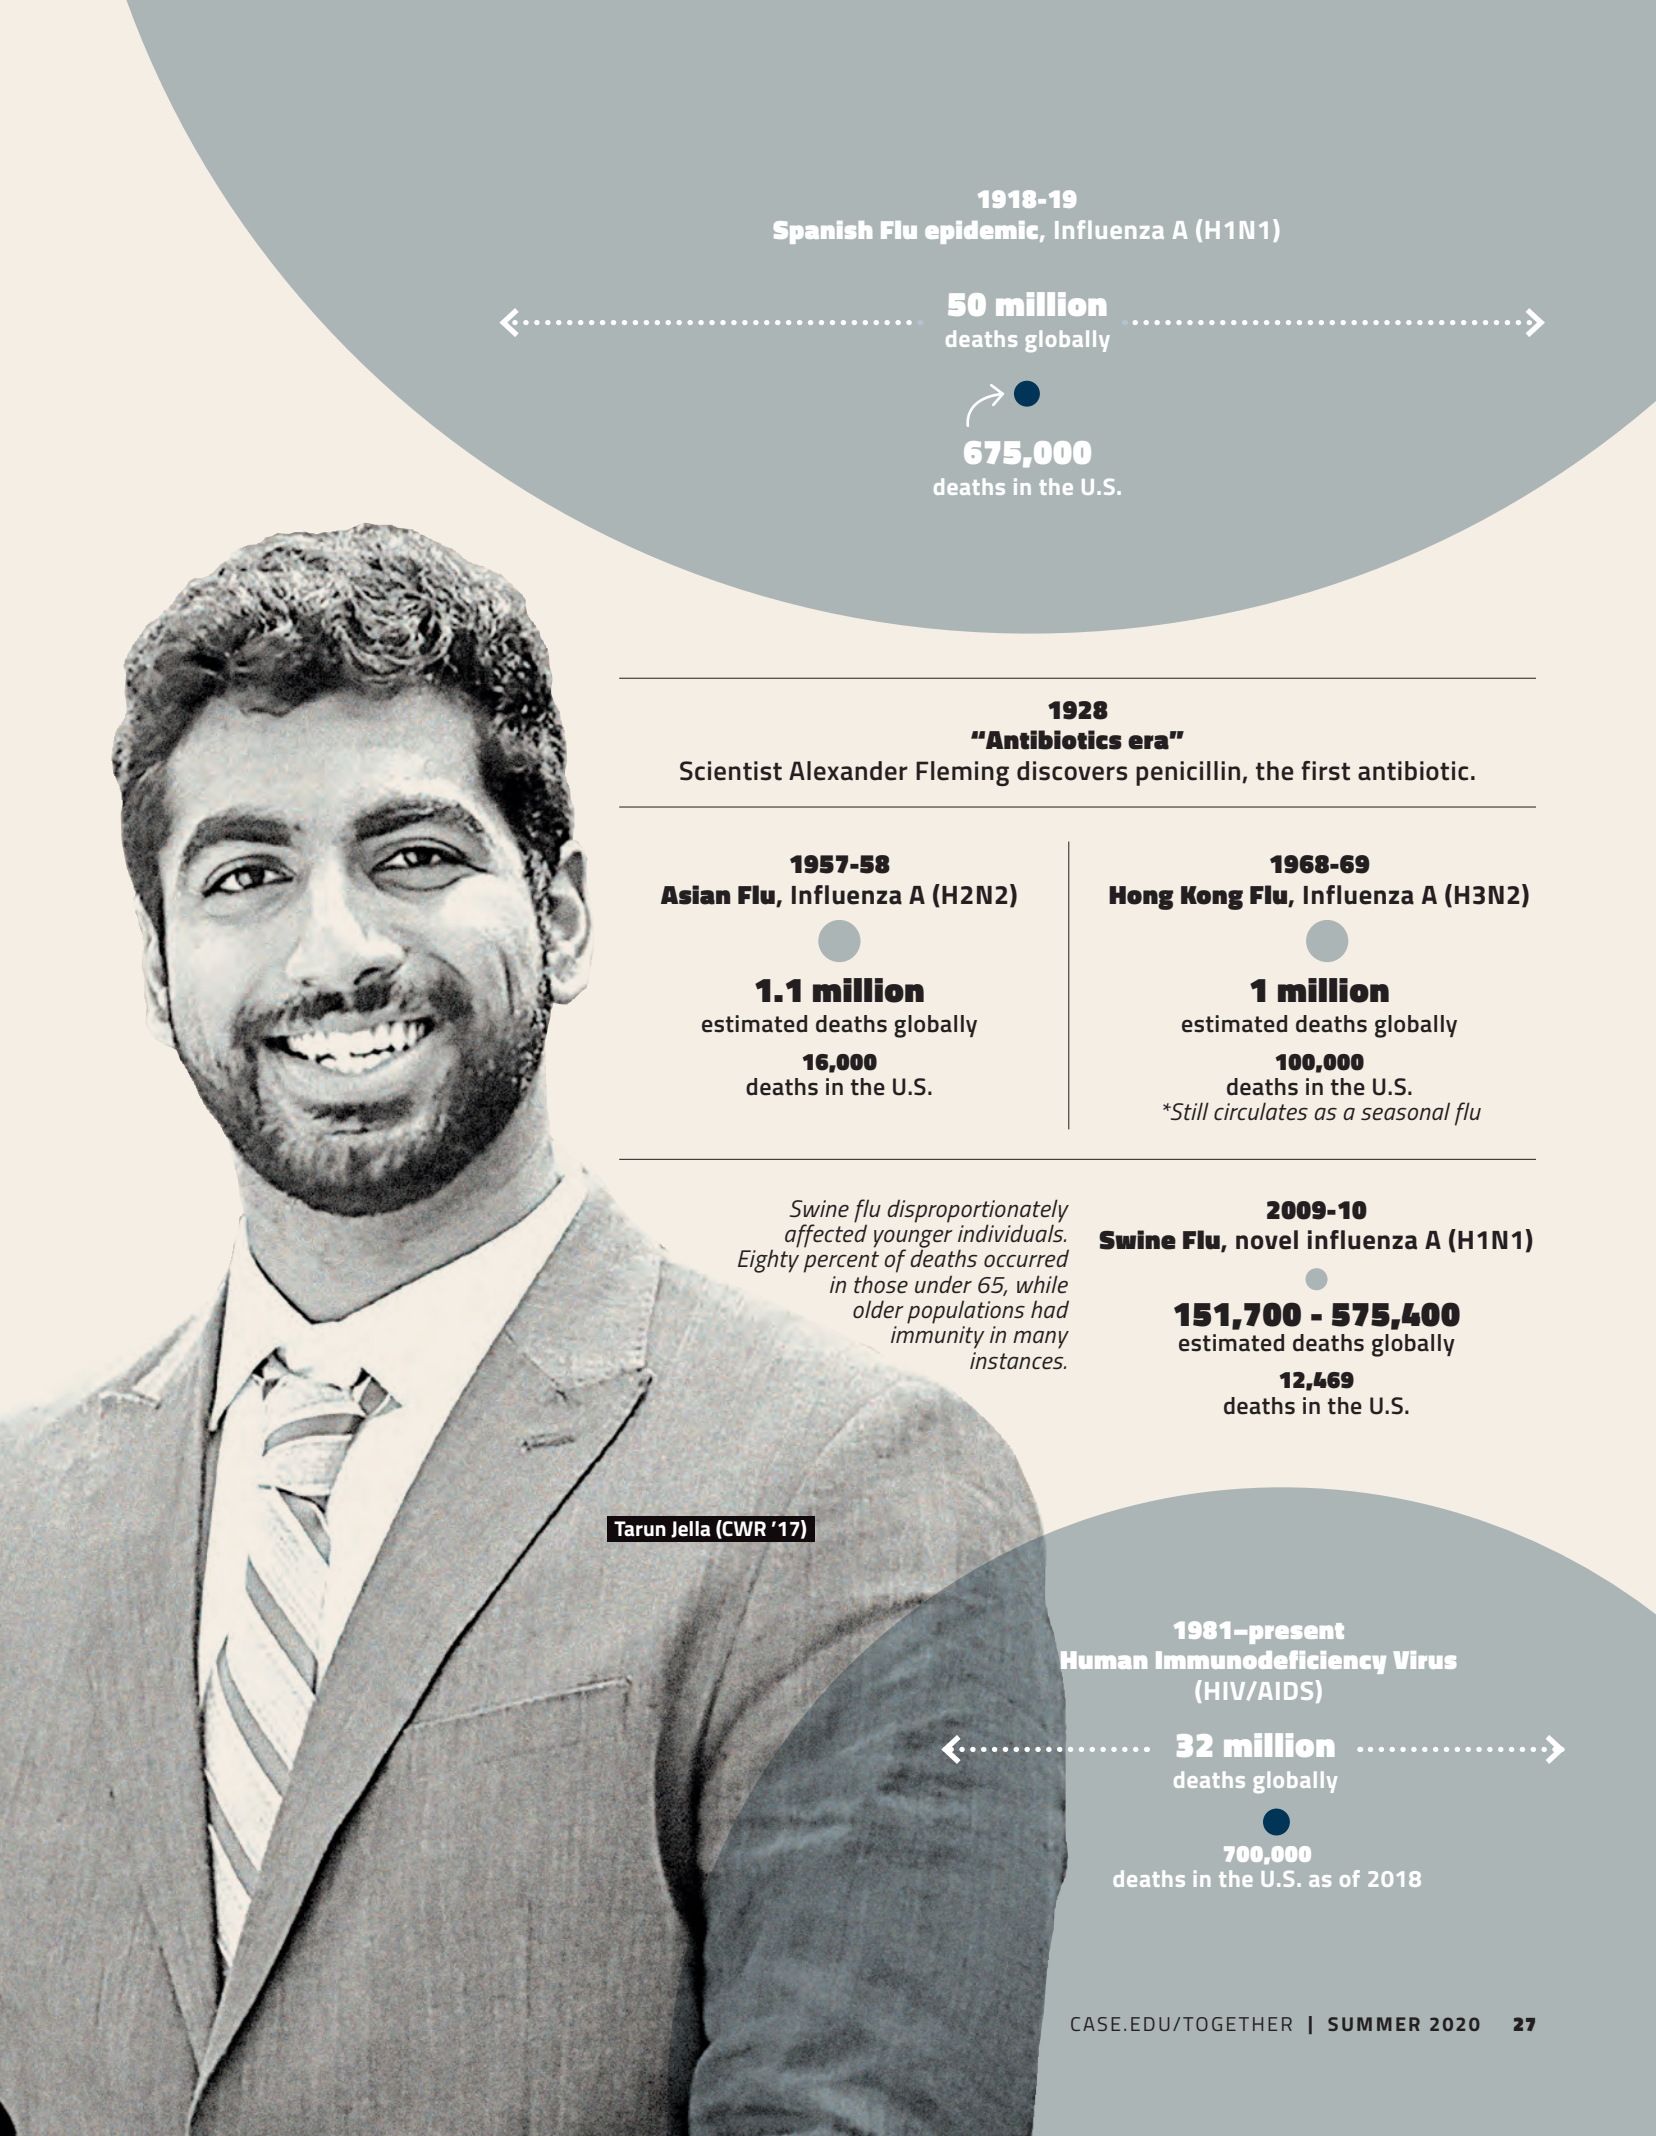 1918-19
Spanish Flu epidemic, Influenza A (H1N1)
50 million
deaths globally
675,000
deaths in the U.S.
1928
“Antibiotics era”
Scientist Alexander Fleming discovers penicillin, the first antibiotic.
1957-58
Asian Flu, Influenza A (H2N2)
1.1 million
estimated deaths globally
16,000
deaths in the U.S.
1968-69
Hong Kong Flu, Influenza A (H3N2)
1 million
estimated deaths globally
100,000
deaths in the U.S.
*Still circulates as a seasonal flu
Swine flu disproportionately
affected younger individuals.
Eighty percent of deaths occurred
in those under 65, while
older populations had
immunity in many
instances.
2009-10
Swine Flu, novel influenza A (H1N1)
151,700 - 575,400
estimated deaths globally
12,469
deaths in the U.S.
Tarun Jella (CWR ’17)
1981–present
Human Immunodeficiency Virus
(HIV/AIDS)
32 million
deaths globally
700,000
deaths in the U.S. as of 2018
CASE.EDU/TOGETHER | SUMMER 2020 27